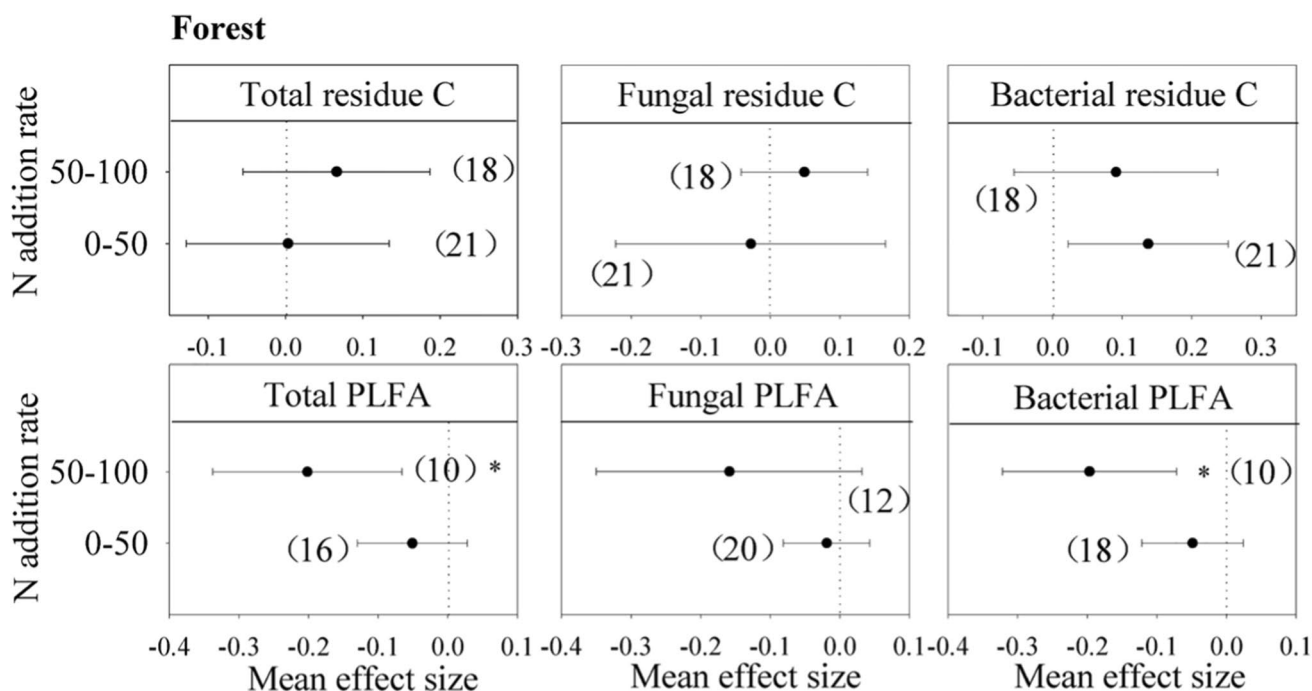 Forest
Total residue C
Fungal residue C
Bacterial residue C
N addition rate
50-100
0-50
(18)
(21)
(18)
(21)
(18)
(21)
-0.1 0.0 0.1 0.2 0.3
-0.3 -0.2 -0.1 0.0 0.1 0.2
-0.1 0.0 0.1 0.2 0.3
Total PLFA
Fungal PLFA
Bacterial PLFA
N addition rate
50-100
0-50
(10) *
(16)
(12)
(20)
* (10)
(18)
-0.4 -0.3 -0.2 -0.1 0.0 0.1
-0.4 -0.3 -0.2 -0.1 0.0 0.1
-0.4 -0.3 -0.2 -0.1 0.0 0.1
Mean effect size
Mean effect size
Mean effect size